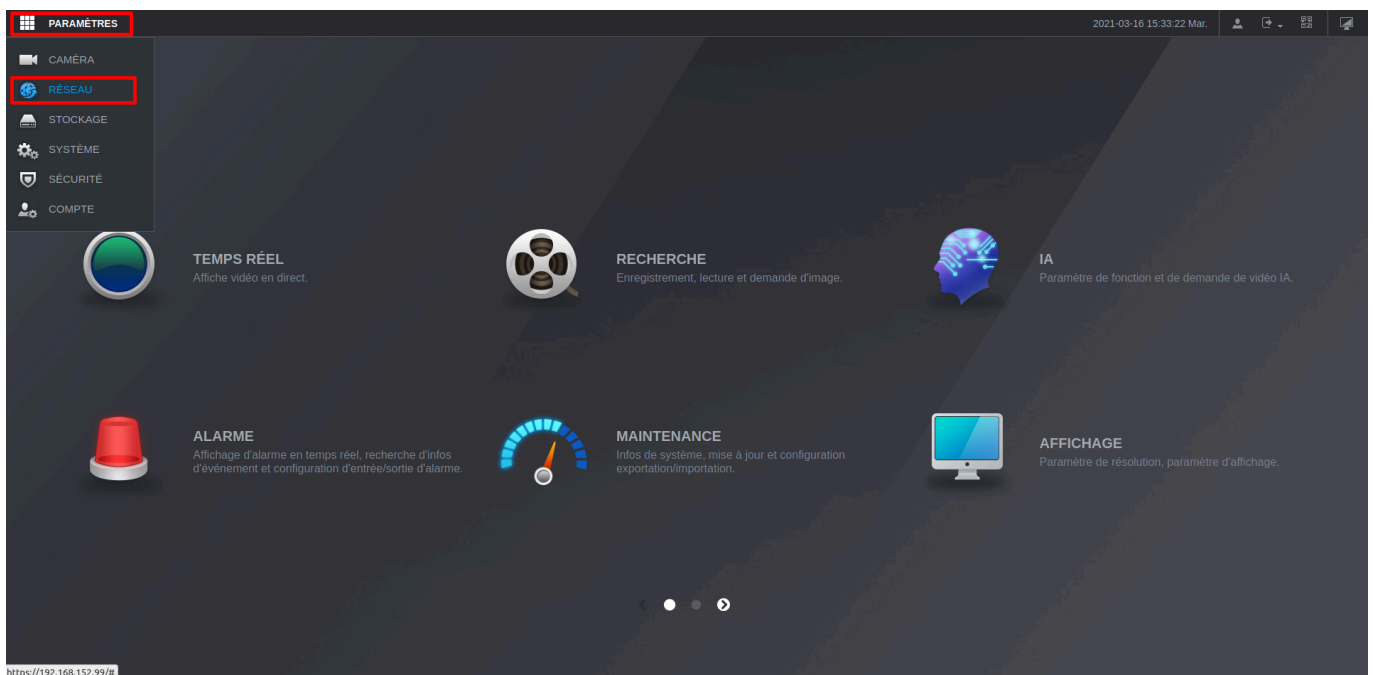 PARAMÈTRES
2021-03-16 15:33:22 Mar.
CAMÉRA
RÉSEAU
STOCKAGE
SYSTÈME
SÉCURITÉ
COMPTE
TEMPS RÉEL
Affiche vidéo en direct.
RECHERCHE
Enregistrement, lecture et demande d'image.
IA
Paramètre de fonction et de demande de vidéo IA.
ALARME
Affichage d'alarme en temps réel, recherche d'infos
d'événement et configuration d'entrée/sortie d'alarme.
MAINTENANCE
Infos de système, mise à jour et configuration
exportation/importation.
AFFICHAGE
Paramètre de résolution, paramètre d'affichage.
https://192.168.152.99/#